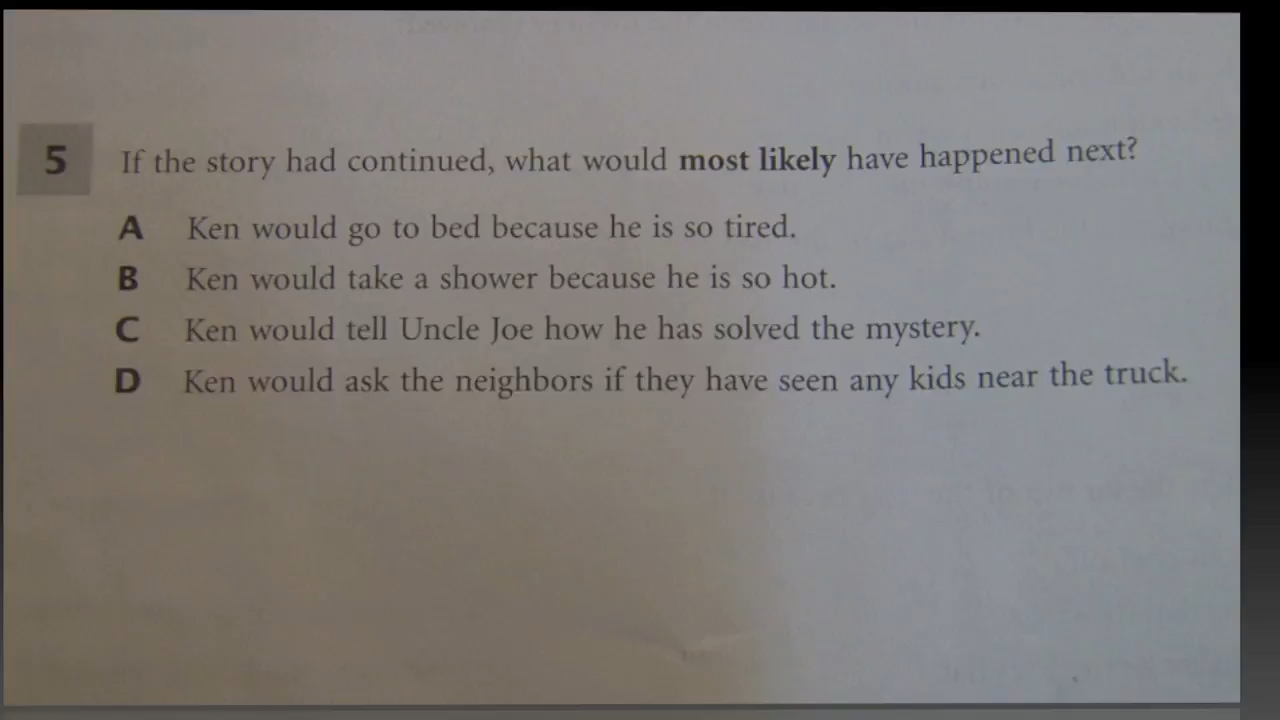 5 If the story had continued, what would most likely have happened next?
A Ken would go to bed because he is so tired.
B Ken would take a shower because he is so hot.
C Ken would tell Uncle Joe how he has solved the mystery.
D Ken would ask the neighbors if they have seen any kids near the truck.